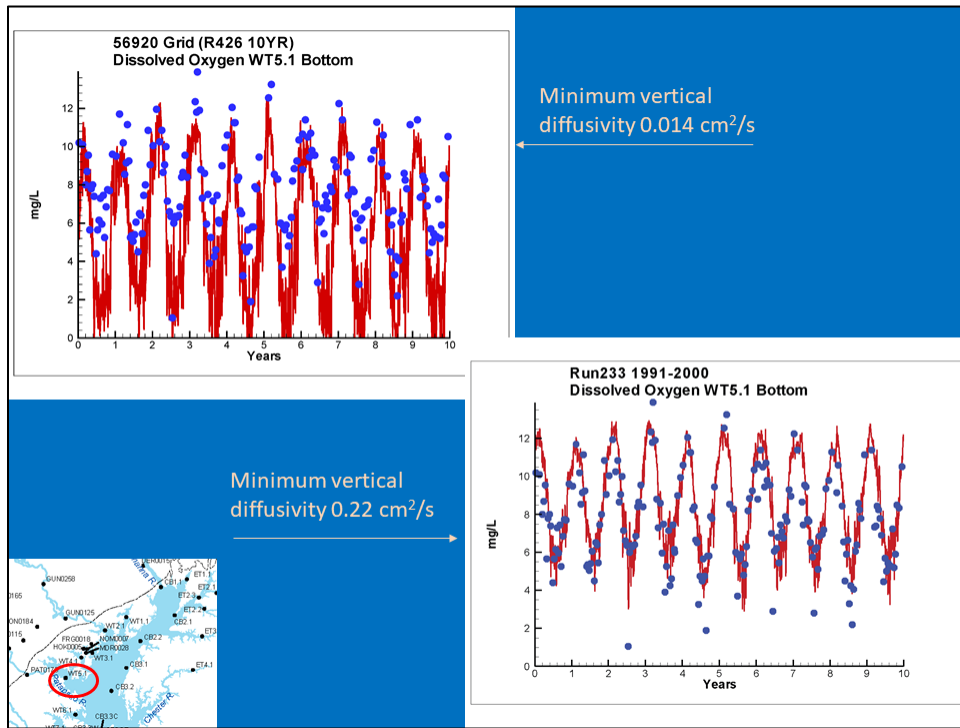 56920 Grid (R426 10YR)
Dissolved Oxygen WT5.1 Bottom
12
10
8
6
4
2
0
mg/L
0 1 2 3 4 5 6 7 8 9 10
Years
Minimum vertical
diffusivity 0.014 cm²/s
Run233 1991-2000
Dissolved Oxygen WT5.1 Bottom
12
10
8
6
4
2
0
mg/L
0 1 2 3 4 5 6 7 8 9 10
Years
Minimum vertical
diffusivity 0.22 cm²/s
GUN0258
CB1.1
ET1.1
0165
ET2.3
GUN0125
WT1.1
CB2.1
ON0184
WT2.1
0115
FRG0018
NOM0007
CB2.2
HOK0005
MDR0028
WT4.1
WT3.1
CB3.1
ET4.1
WT5.1
CB3.2
WT6.1
Chester R.
CB3.3C